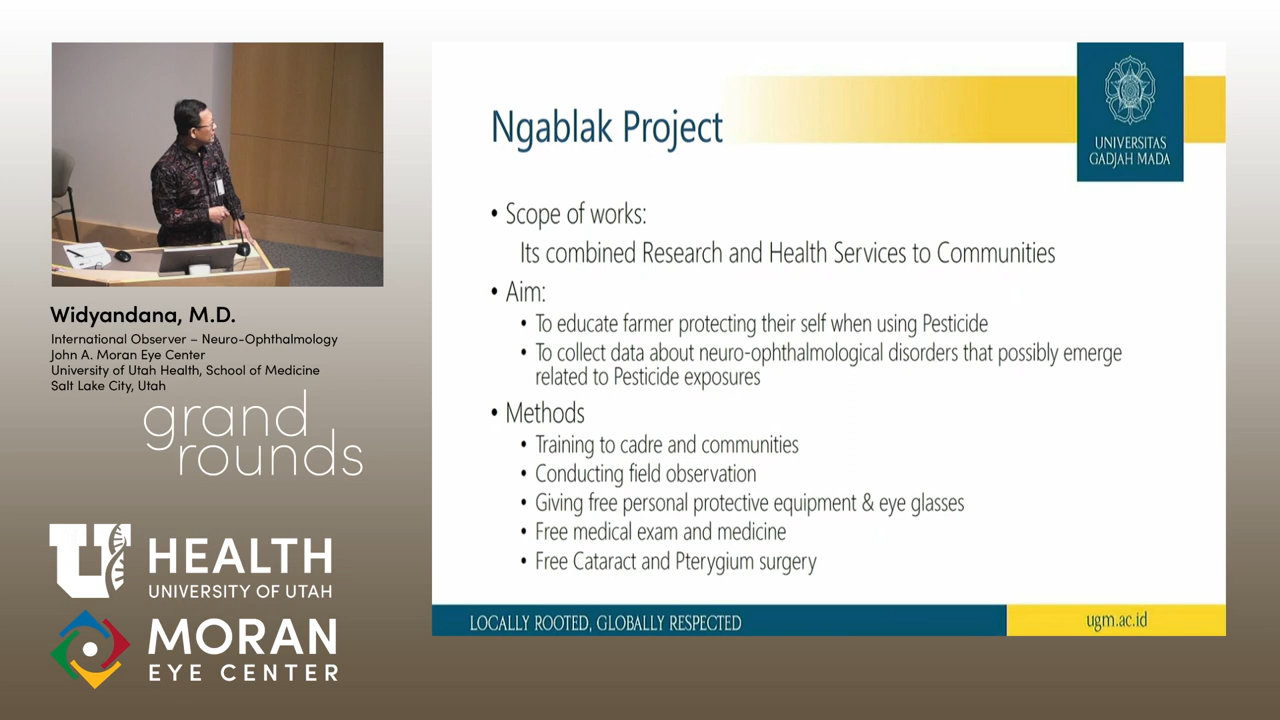 Widyandana, M.D.
International Observer – Neuro-Ophthalmology
John A. Moran Eye Center
University of Utah Health, School of Medicine
Salt Lake City, Utah
grand
rounds
U HEALTH
UNIVERSITY OF UTAH
MORAN
EYE CENTER
Ngablak Project
UNIVERSITAS
GADJAH MADA
• Scope of works:
Its combined Research and Health Services to Communities
• Aim:
• To educate farmer protecting their self when using Pesticide
• To collect data about neuro-ophthalmological disorders that possibly emerge
related to Pesticide exposures
• Methods
• Training to cadre and communities
• Conducting field observation
• Giving free personal protective equipment & eye glasses
• Free medical exam and medicine
• Free Cataract and Pterygium surgery
LOCALLY ROOTED, GLOBALLY RESPECTED
ugm.ac.id